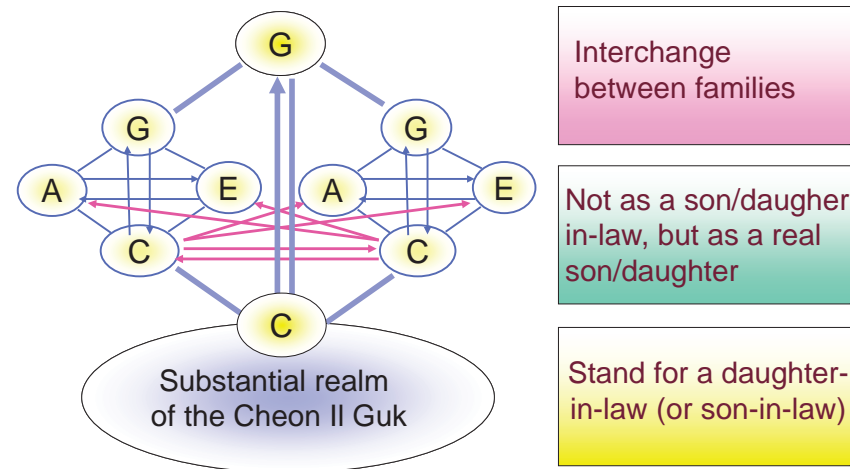 G
G
G
A
E
A
E
C
C
C
Substantial realm
of the Cheon Il Guk
Interchange
between families
Not as a son/daugher
in-law, but as a real
son/daughter
Stand for a daughter-
in-law (or son-in-law)